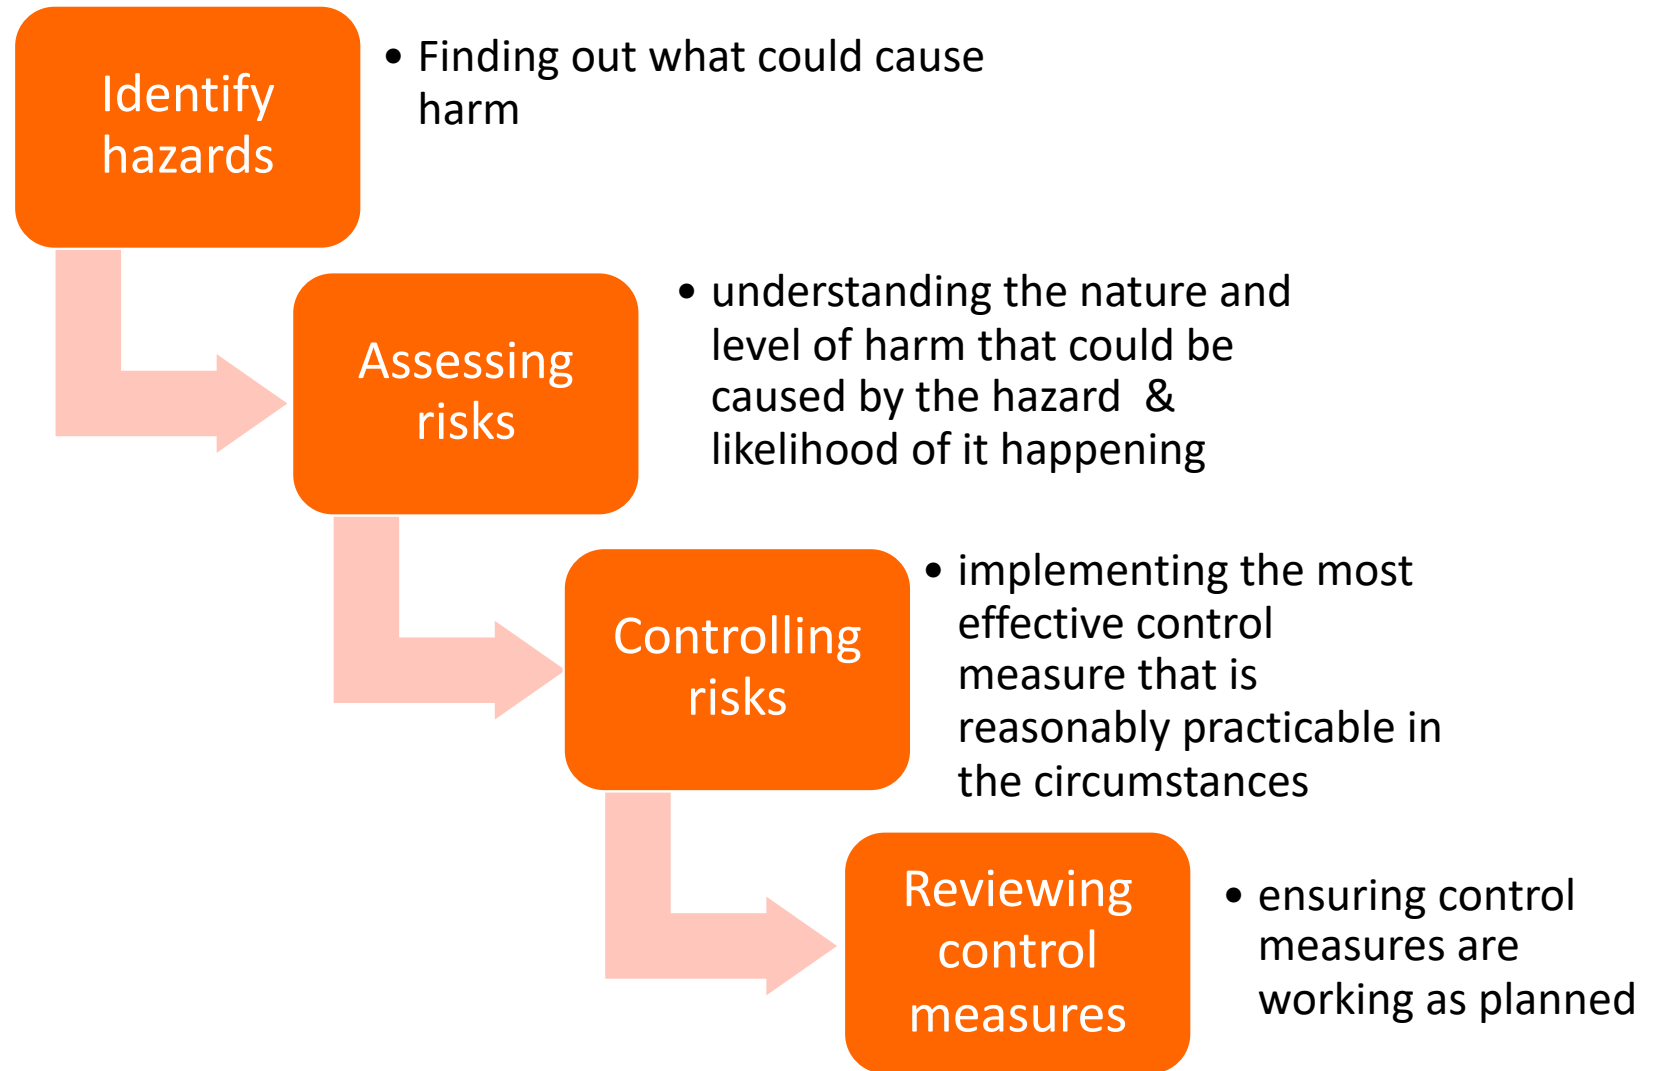 Identify
hazards
• Finding out what could cause
harm
Assessing
risks
• understanding the nature and
level of harm that could be
caused by the hazard  &
likelihood of it happening
Controlling
risks
• implementing the most
effective control
measure that is
reasonably practicable in
the circumstances
Reviewing
control
measures
• ensuring control
measures are
working as planned